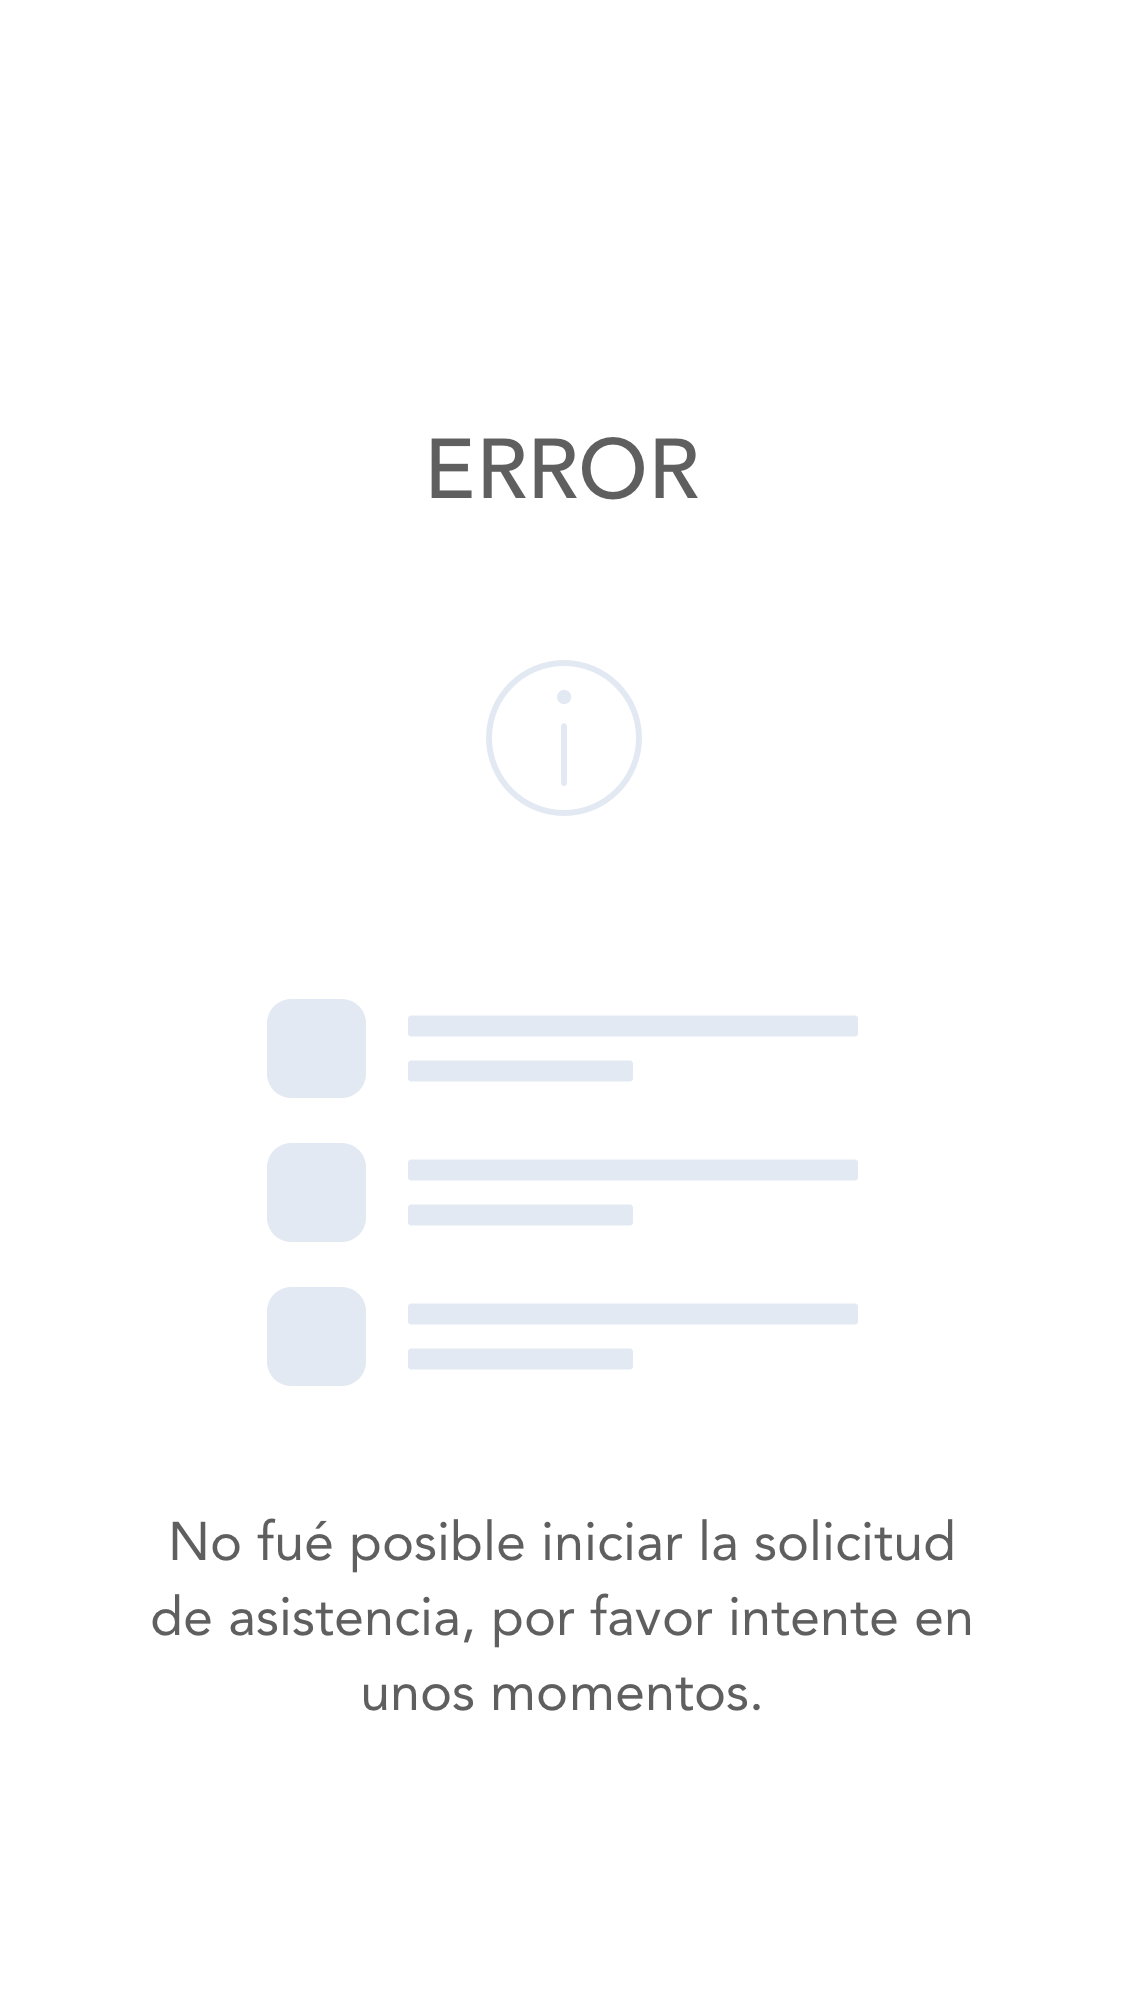 ERROR
No fué posible iniciar la solicitud
de asistencia, por favor intente en
unos momentos.